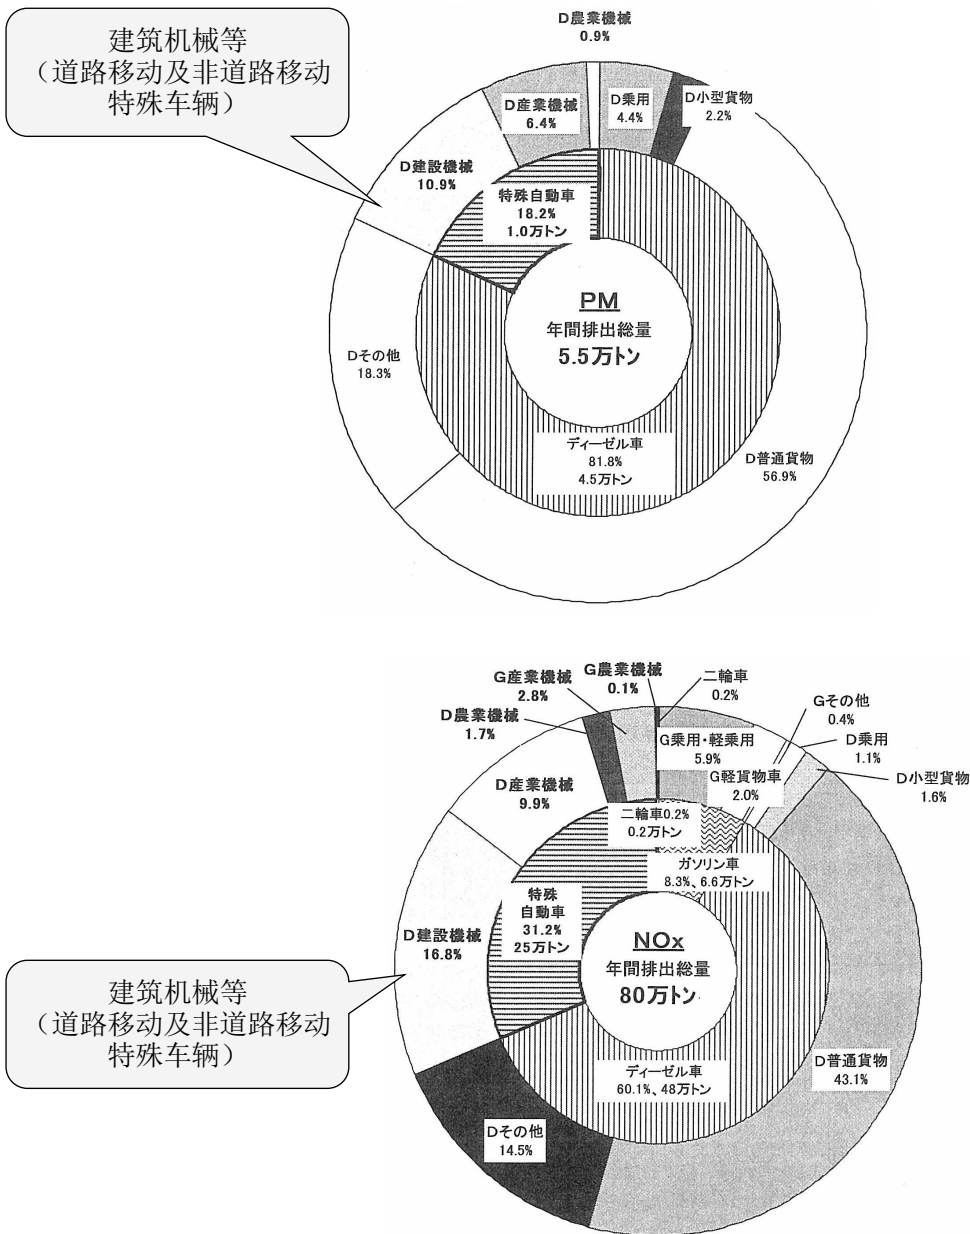 D農業機械
0.9%
建筑机械等
（道路移动及非道路移动
特殊车辆）
D産業機械
6.4%
D乗用
4.4%
D小型貨物
2.2%
D建設機械
10.9%
特殊自動車
18.2%
1.0万トン
PM
年間排出総量
5.5万トン
Dその他
18.3%
ディーゼル車
81.8%
4.5万トン
D普通貨物
56.9%
G農業機械
0.1%
二輪車
0.2%
G産業機械
2.8%
Gその他
0.4%
D農業機械
1.7%
G乗用・軽乗用
5.9%
D乗用
1.1%
D産業機械
9.9%
G軽貨物車
2.0%
D小型貨物
1.6%
二輪車0.2%
0.2万トン
ガソリン車
8.3%、6.6万トン
特殊
自動車
31.2%
25万トン
D建設機械
16.8%
NOx
年間排出総量
80万トン
建筑机械等
（道路移动及非道路移动
特殊车辆）
ディーゼル車
60.1%、48万トン
D普通貨物
43.1%
Dその他
14.5%